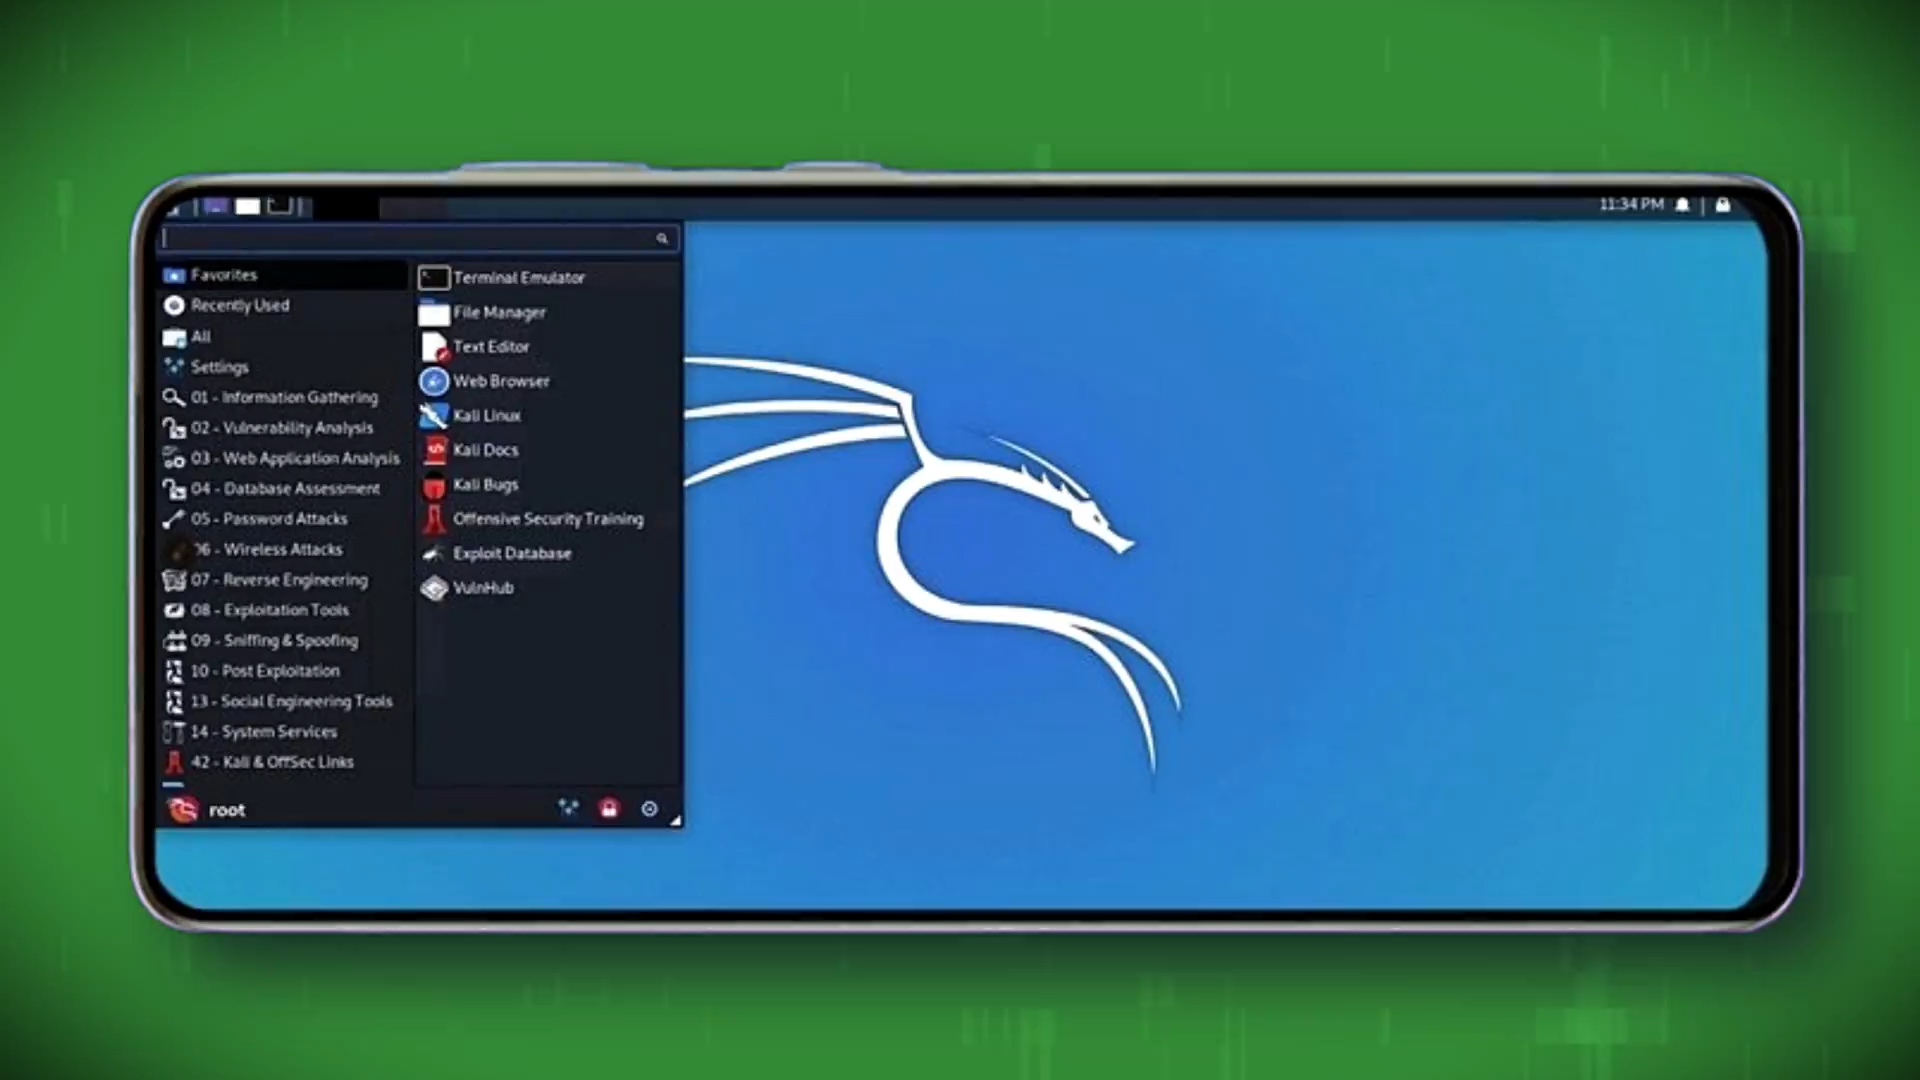 11:34 PM
Favorites
Recently Used
All
Settings
01 - Information Gathering
02 - Vulnerability Analysis
03 - Web Application Analysis
04 - Database Assessment
05 - Password Attacks
06 - Wireless Attacks
07 - Reverse Engineering
08 - Exploitation Tools
09 - Sniffing & Spoofing
10 - Post Exploitation
13 - Social Engineering Tools
14 - System Services
42 - Kali & OffSec Links
root
Terminal Emulator
File Manager
Text Editor
Web Browser
Kali Linux
Kali Docs
Kali Bugs
Offensive Security Training
Exploit Database
VulnHub